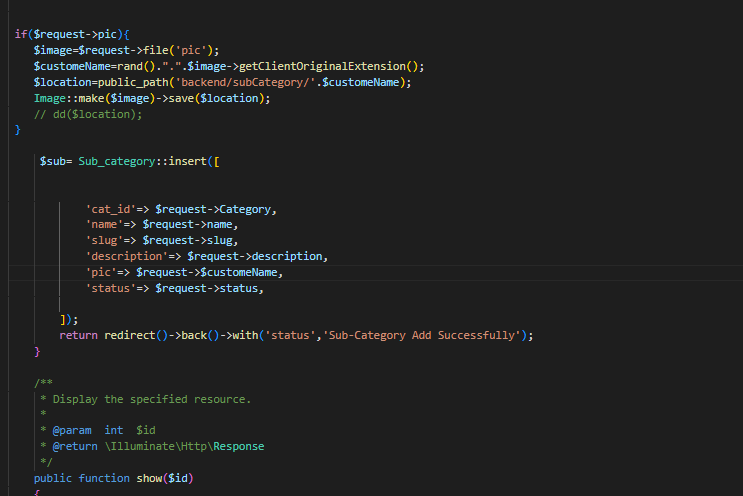 if($request->pic){
$image=$request->file('pic');
$customeName=rand().".".$image->getClientOriginalExtension();
$location=public_path('backend/subCategory/'.$customeName);
Image::make($image)->save($location);
// dd($location);
}
$sub= Sub_category::insert([
'cat_id'=> $request->Category,
'name'=> $request->name,
'slug'=> $request->slug,
'description'=> $request->description,
'pic'=> $request->$customeName,
'status'=> $request->status,
]);
return redirect()->back()->with('status','Sub-Category Add Successfully');
}
/**
* Display the specified resource.
*
* @param  int  $id
* @return \Illuminate\Http\Response
*/
public function show($id)
{